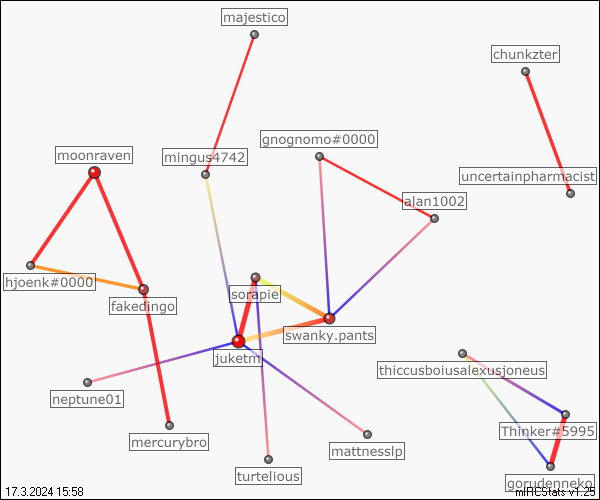 majestico
chunkzter
gnognomo#0000
moonraven
mingus4742
uncertainpharmacist
alan1002
hjoenk#0000
sorapie
fakedingo
swanky.pants
juketm
thiccusboiusalexusjoneus
neptune01
Thinker#5995
mercurybro
mattnesslp
turtelious
gorudenneko
17.3.2024 15:58
mIRCStats v1.25